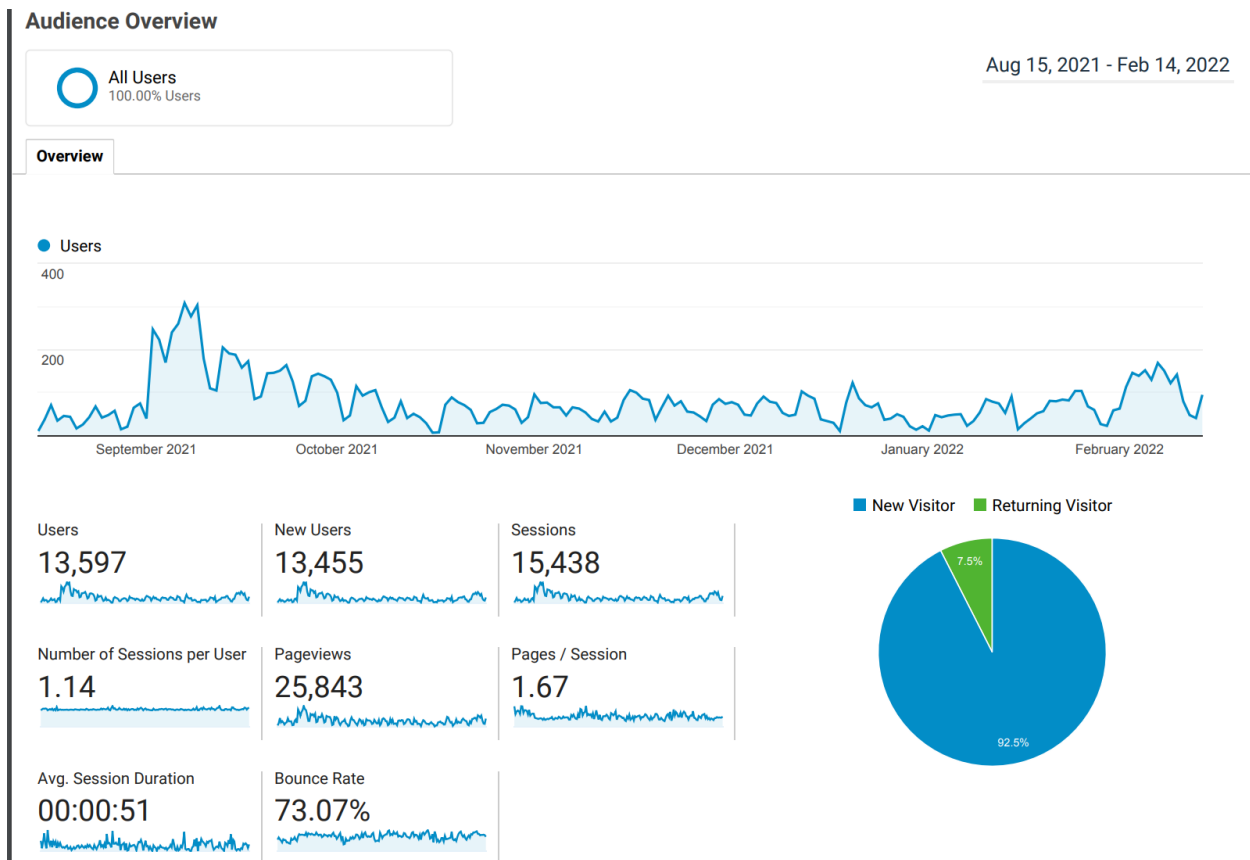 Audience Overview
All Users
100.00% Users
Aug 15, 2021 - Feb 14, 2022
Overview
Users
400
200
September 2021 October 2021 November 2021 December 2021 January 2022 February 2022
New Visitor Returning Visitor
Users New Users Sessions
13,597 13,455 15,438
7.5%
Number of Sessions per User Pageviews Pages / Session
1.14 25,843 1.67
92.5%
Avg. Session Duration Bounce Rate
00:00:51 73.07%